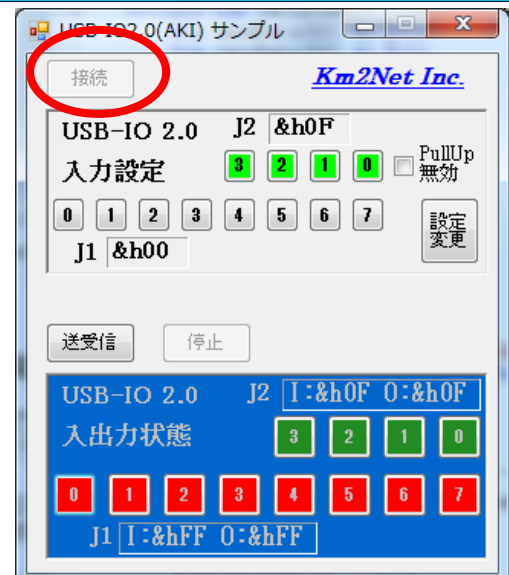 USB-IO2.0(AKI) サンプル
接続
Km2Net Inc.
USB-IO 2.0 J2 &h0F
入力設定 3 2 1 0 PullUp
無効
0 1 2 3 4 5 6 7 設定
変更
J1 &h00
送受信 停止
USB-IO 2.0 J2 I:&h0F O:&h0F
入出力状態 3 2 1 0
0 1 2 3 4 5 6 7
J1 I:&hFF O:&hFF